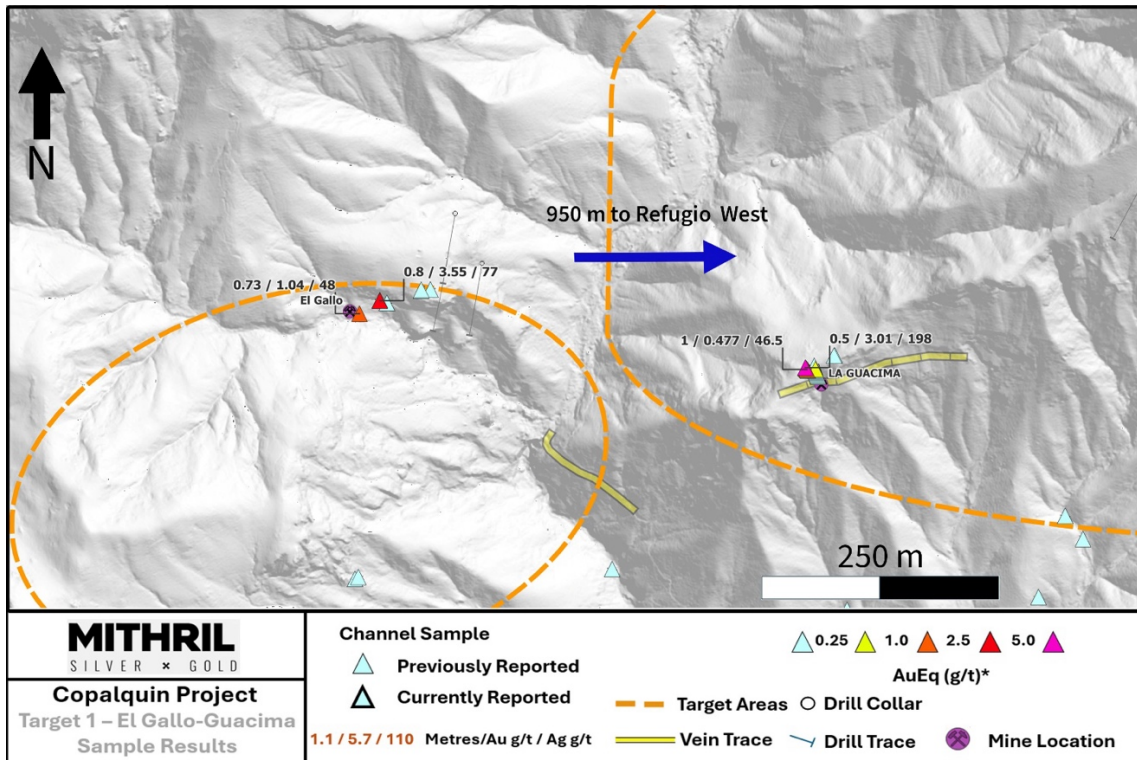 N
950 m to Refugio West
0.73 / 1.04 / 48
0.8 / 3.55 / 77
El Gallo
1 / 0.477 / 46.5
0.5 / 3.01 / 198
LA GUACIMA
250 m
MITHRIL
SILVER × GOLD
Copalquin Project
Target 1 – El Gallo-Guacima
Sample Results
Channel Sample
Previously Reported
Currently Reported
1.1 / 5.7 / 110 Metres/Au g/t / Ag g/t
0.25 1.0 2.5 5.0
AuEq (g/t)*
Target Areas
Drill Collar
Vein Trace
Drill Trace
Mine Location